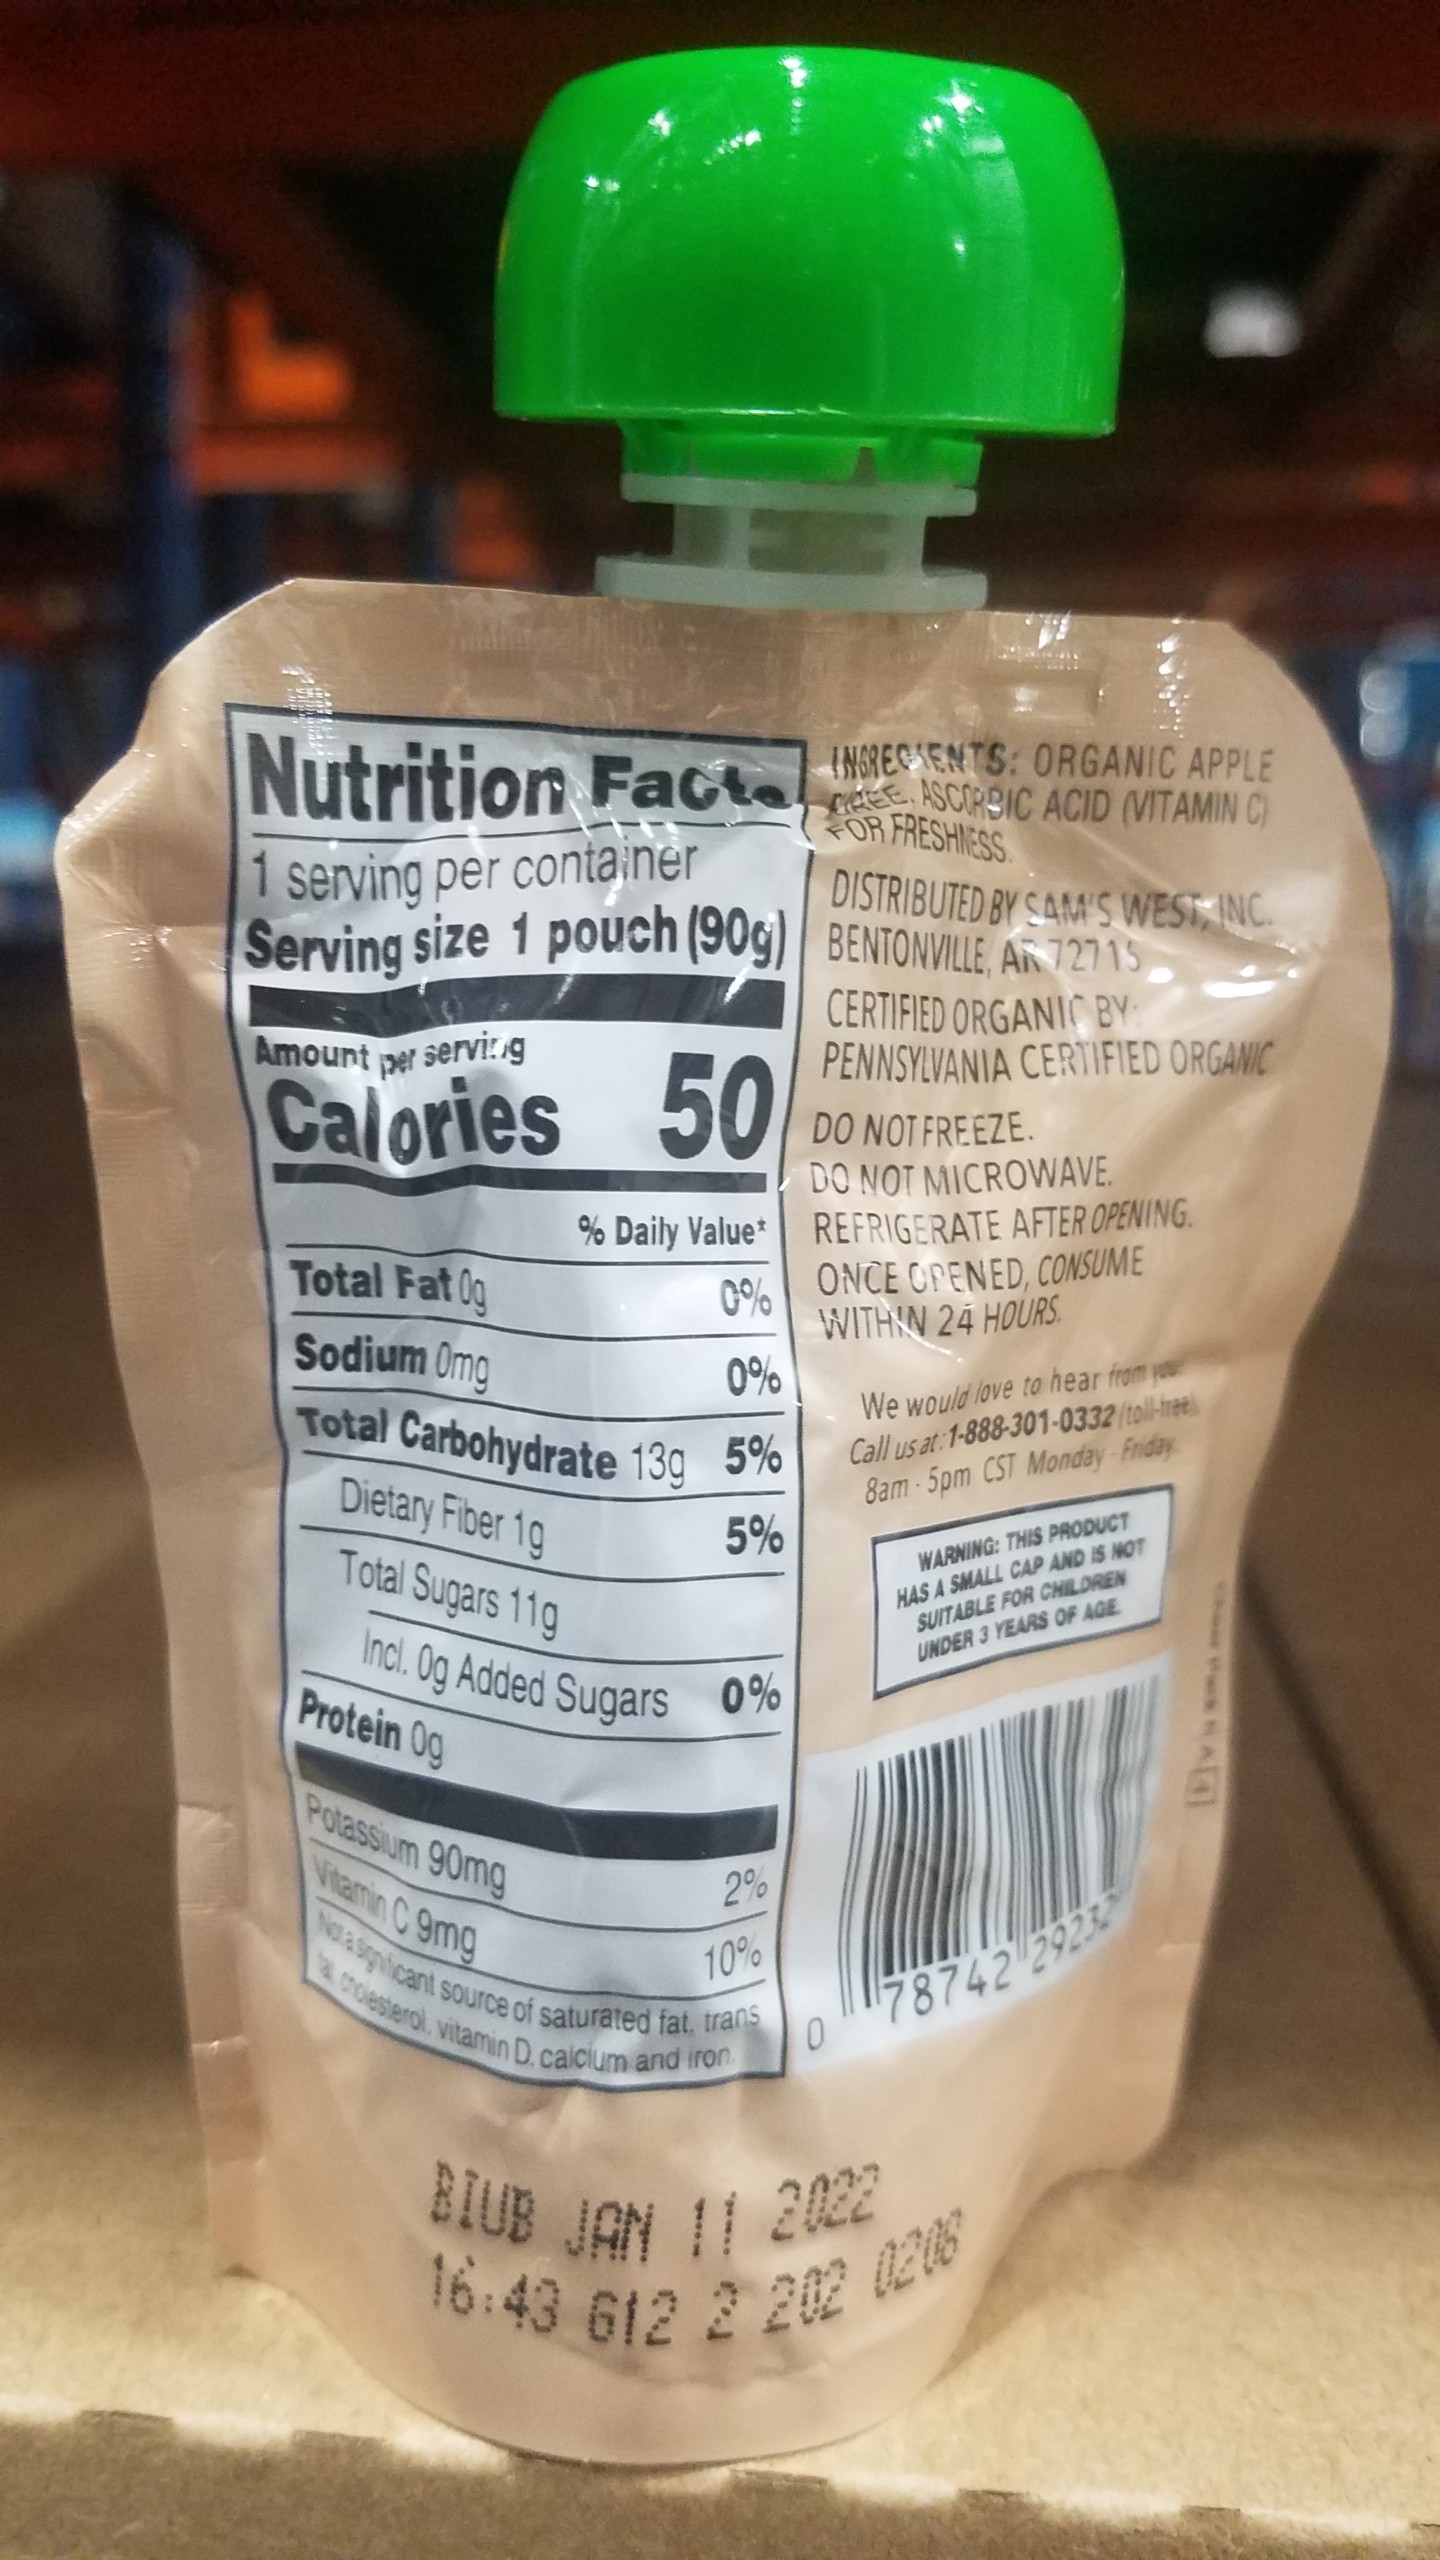 Nutrition Facts
1 serving per container
Serving size 1 pouch (90g)
Amount per serving
Calories 50
% Daily Value*
Total Fat 0g 0%
Sodium 0mg 0%
Total Carbohydrate 13g 5%
Dietary Fiber 1g 5%
Total Sugars 11g
Incl. 0g Added Sugars 0%
Protein 0g
Potassium 90mg 2%
Vitamin C 9mg 10%
Not a significant source of saturated fat, trans
fat, cholesterol, vitamin D, calcium and iron.
INGREDIENTS: ORGANIC APPLE
PUREE, ASCORBIC ACID (VITAMIN C)
FOR FRESHNESS.
DISTRIBUTED BY SAM'S WEST, INC.
BENTONVILLE, AR 72716
CERTIFIED ORGANIC BY:
PENNSYLVANIA CERTIFIED ORGANIC
DO NOT FREEZE.
DO NOT MICROWAVE.
REFRIGERATE AFTER OPENING.
ONCE OPENED, CONSUME
WITHIN 24 HOURS.
We would love to hear from you!
Call us at: 1-888-301-0332 (toll-free),
8am - 5pm CST Monday - Friday.
WARNING: THIS PRODUCT
HAS A SMALL CAP AND IS NOT
SUITABLE FOR CHILDREN
UNDER 3 YEARS OF AGE.
0 78742 29232
BIUB JAN 11 2022
16:43 G12 2 202 0208